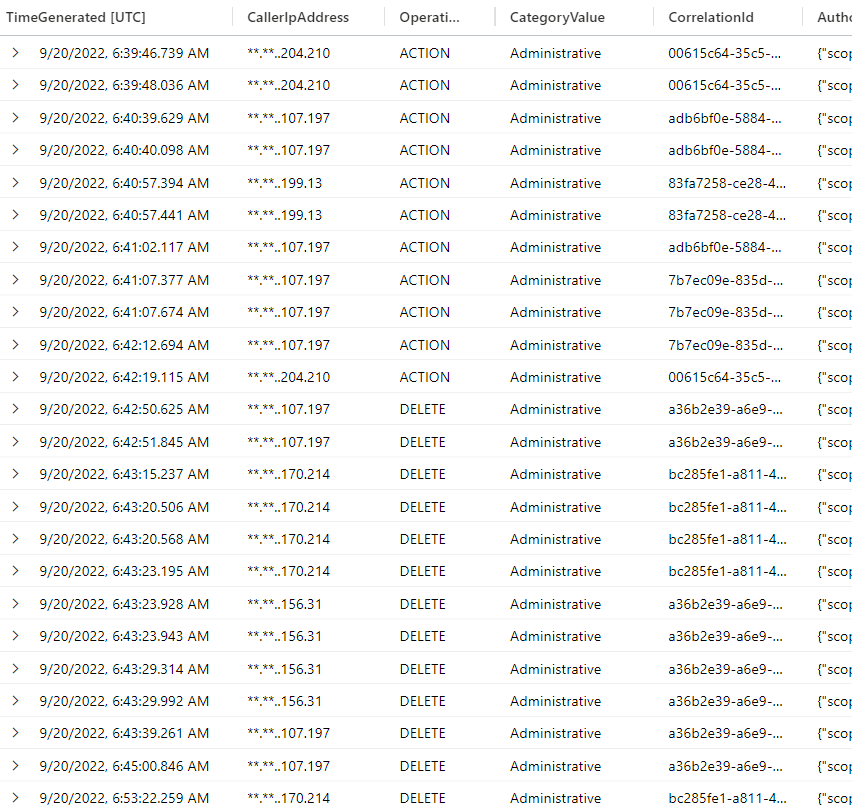 TimeGenerated [UTC] CallerIpAddress Operati... CategoryValue CorrelationId Autho
9/20/2022, 6:39:46.739 AM **.**..204.210 ACTION Administrative 00615c64-35c5-... {"scop
9/20/2022, 6:39:48.036 AM **.**..204.210 ACTION Administrative 00615c64-35c5-... {"scop
9/20/2022, 6:40:39.629 AM **.**..107.197 ACTION Administrative adb6bf0e-5884-... {"scop
9/20/2022, 6:40:40.098 AM **.**..107.197 ACTION Administrative adb6bf0e-5884-... {"scop
9/20/2022, 6:40:57.394 AM **.**..199.13 ACTION Administrative 83fa7258-ce28-4... {"scop
9/20/2022, 6:40:57.441 AM **.**..199.13 ACTION Administrative 83fa7258-ce28-4... {"scop
9/20/2022, 6:41:02.117 AM **.**..107.197 ACTION Administrative adb6bf0e-5884-... {"scop
9/20/2022, 6:41:07.377 AM **.**..107.197 ACTION Administrative 7b7ec09e-835d-... {"scop
9/20/2022, 6:41:07.674 AM **.**..107.197 ACTION Administrative 7b7ec09e-835d-... {"scop
9/20/2022, 6:42:12.694 AM **.**..107.197 ACTION Administrative 7b7ec09e-835d-... {"scop
9/20/2022, 6:42:19.115 AM **.**..204.210 ACTION Administrative 00615c64-35c5-... {"scop
9/20/2022, 6:42:50.625 AM **.**..107.197 DELETE Administrative a36b2e39-a6e9-... {"scop
9/20/2022, 6:42:51.845 AM **.**..107.197 DELETE Administrative a36b2e39-a6e9-... {"scop
9/20/2022, 6:43:15.237 AM **.**..170.214 DELETE Administrative bc285fe1-a811-4... {"scop
9/20/2022, 6:43:20.506 AM **.**..170.214 DELETE Administrative bc285fe1-a811-4... {"scop
9/20/2022, 6:43:20.568 AM **.**..170.214 DELETE Administrative bc285fe1-a811-4... {"scop
9/20/2022, 6:43:23.195 AM **.**..170.214 DELETE Administrative bc285fe1-a811-4... {"scop
9/20/2022, 6:43:23.928 AM **.**..156.31 DELETE Administrative a36b2e39-a6e9-... {"scop
9/20/2022, 6:43:23.943 AM **.**..156.31 DELETE Administrative a36b2e39-a6e9-... {"scop
9/20/2022, 6:43:29.314 AM **.**..156.31 DELETE Administrative a36b2e39-a6e9-... {"scop
9/20/2022, 6:43:29.992 AM **.**..156.31 DELETE Administrative a36b2e39-a6e9-... {"scop
9/20/2022, 6:43:39.261 AM **.**..107.197 DELETE Administrative a36b2e39-a6e9-... {"scop
9/20/2022, 6:45:00.846 AM **.**..107.197 DELETE Administrative a36b2e39-a6e9-... {"scop
9/20/2022, 6:53:22.259 AM **.**..170.214 DELETE Administrative bc285fe1-a811-4... {"scop